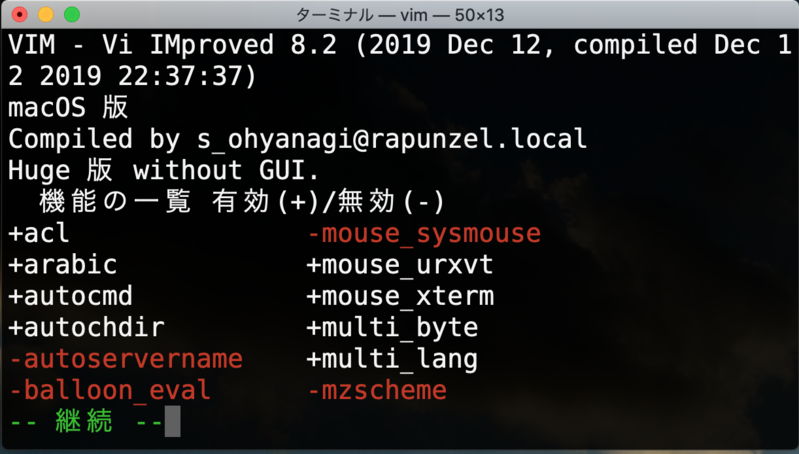 ターミナル — vim — 50×13
VIM - Vi IMproved 8.2 (2019 Dec 12, compiled Dec 1
2 2019 22:37:37)
macOS 版
Compiled by s_ohyanagi@rapunzel.local
Huge 版 without GUI.
機能の一覧 有効(+)/無効(-)
+acl -mouse_sysmouse
+arabic +mouse_urxvt
+autocmd +mouse_xterm
+autochdir +multi_byte
-autoservername +multi_lang
-balloon_eval -mzscheme
-- 継続 --